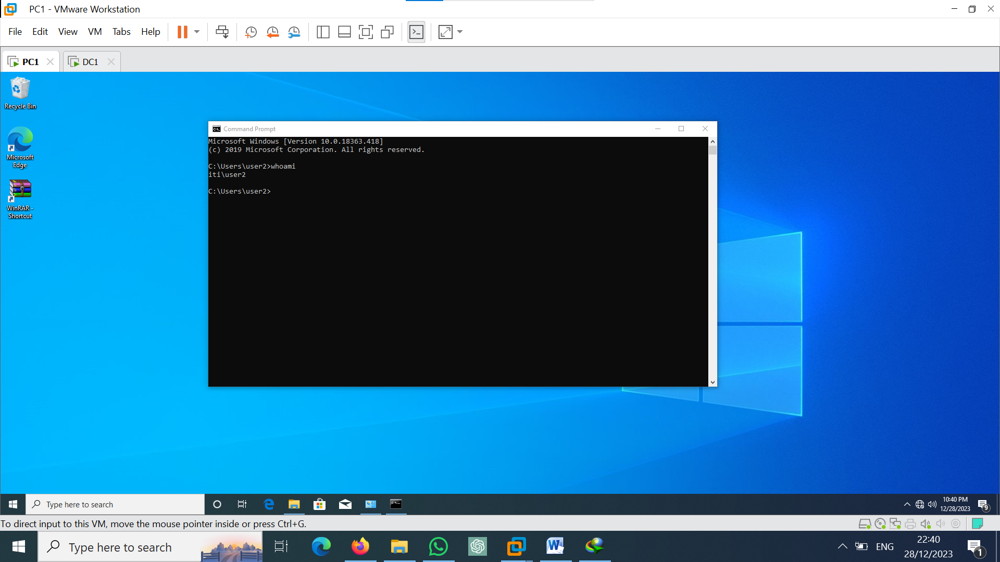 PC1 - VMware Workstation
File Edit View VM Tabs Help
PC1 DC1
Recycle Bin
Microsoft
Edge
WinRAR -
Shortcut
Command Prompt
Microsoft Windows [Version 10.0.18363.418]
(c) 2019 Microsoft Corporation. All rights reserved.
C:\Users\user2>whoami
iti\user2
C:\Users\user2>
Type here to search
10:40 PM
12/28/2023
9
To direct input to this VM, move the mouse pointer inside or press Ctrl+G.
Type here to search
ENG
22:40
28/12/2023
1